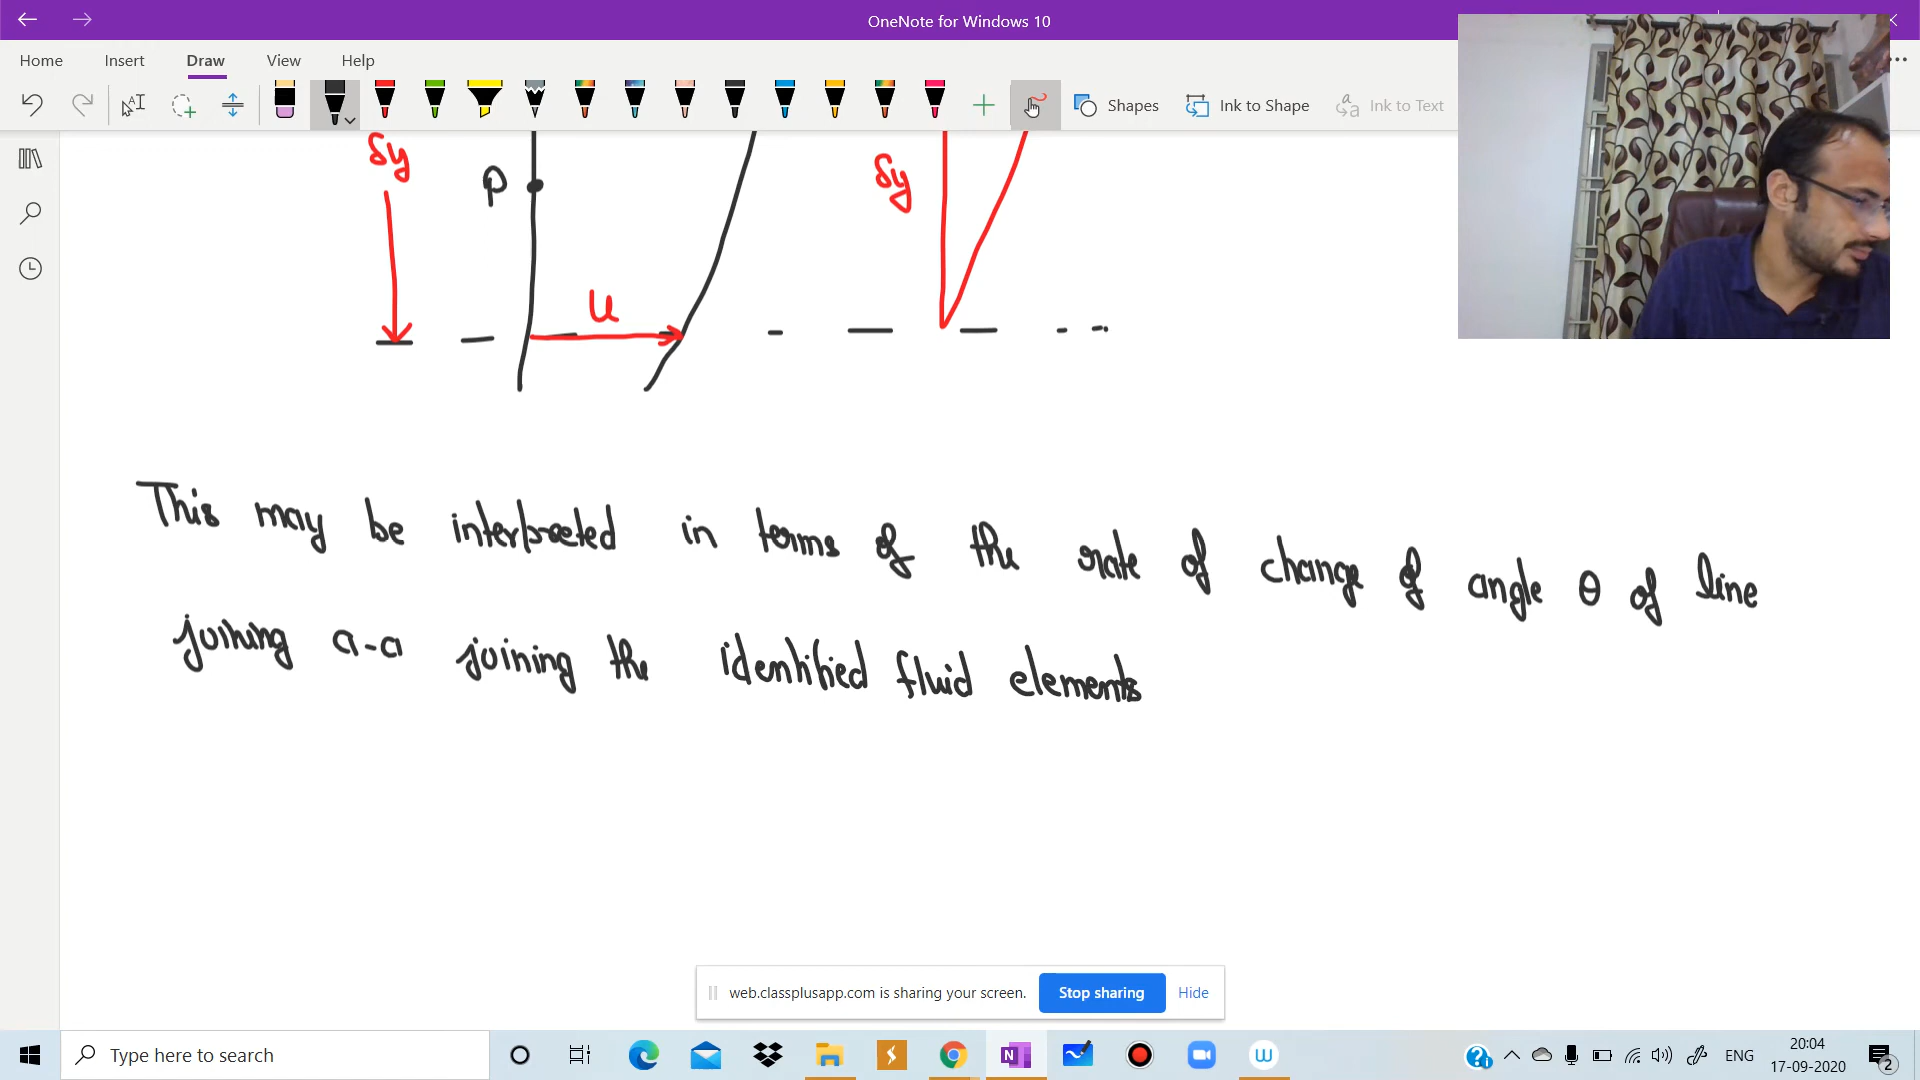 OneNote for Windows 10
Home Insert Draw View Help
Shapes Ink to Shape Ink to Text
δy
P
δy
u
This may be interpreted in terms of the rate of change of angle θ of line
joining a-a joining the identified fluid elements
web.classplusapp.com is sharing your screen. Stop sharing Hide
Type here to search
ENG
20:04
17-09-2020
2